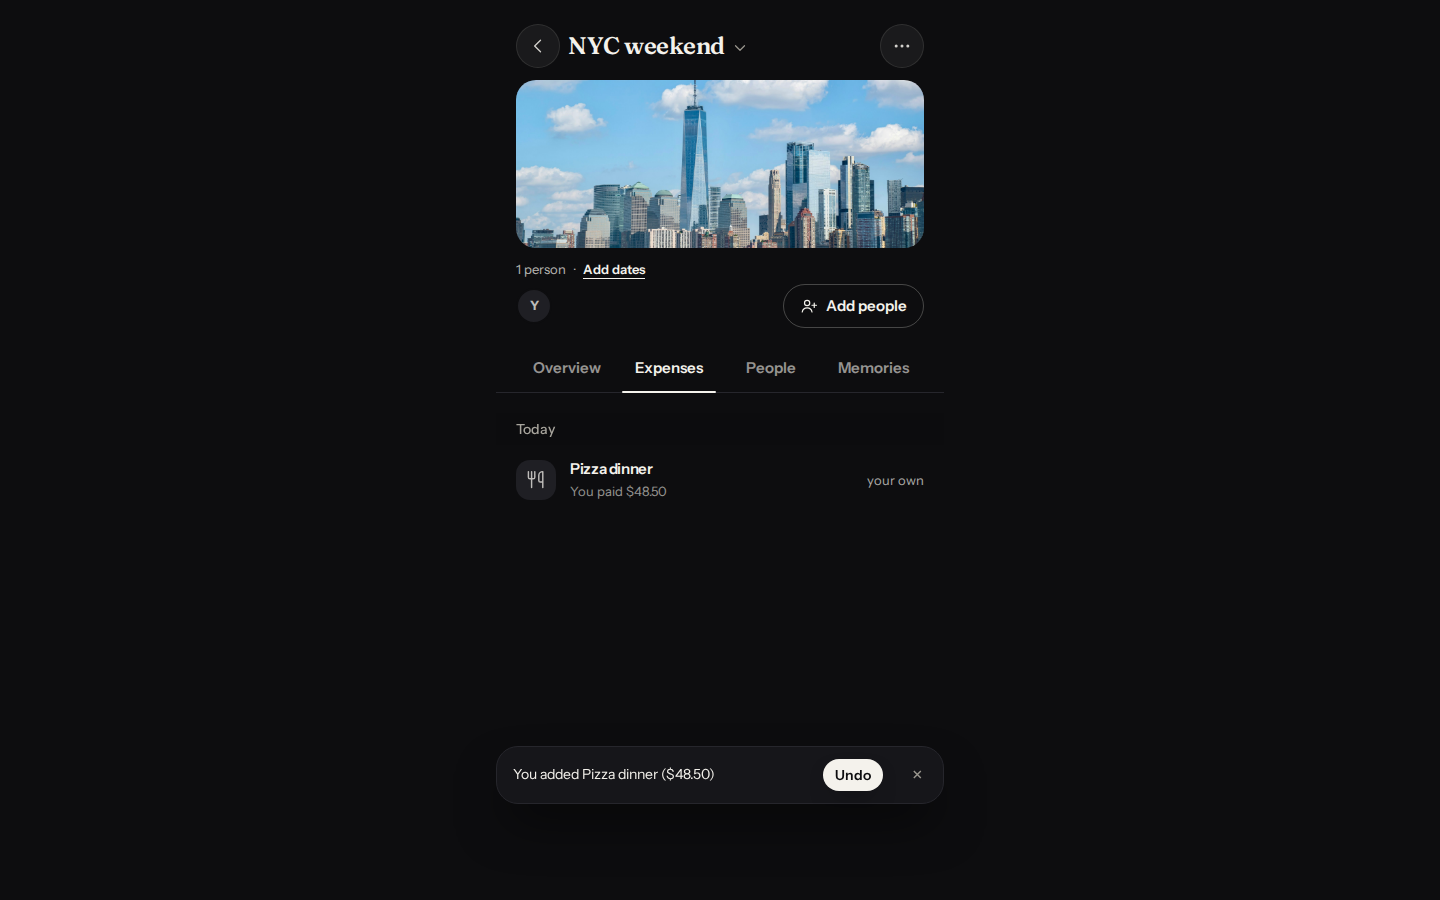 NYC weekend
1 person · Add dates
Y
Add people
Overview Expenses People Memories
Today
Pizza dinner
You paid $48.50
your own
You added Pizza dinner ($48.50) Undo ×